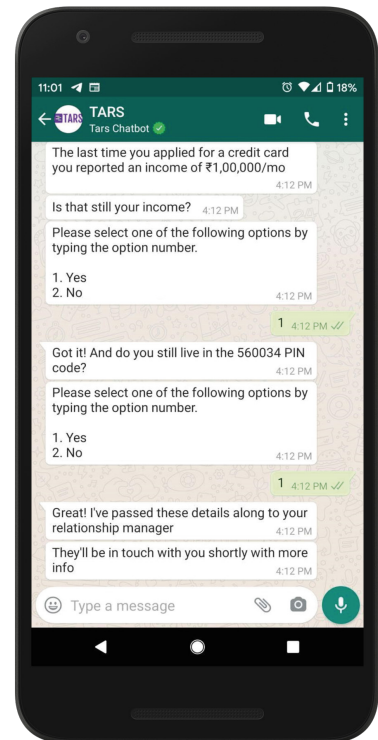 11:01 18%
TARS
TARS
Tars Chatbot
The last time you applied for a credit card
you reported an income of ₹1,00,000/mo
4:12 PM
Is that still your income? 4:12 PM
Please select one of the following options by
typing the option number.
1. Yes
2. No 4:12 PM
1 4:12 PM
Got it! And do you still live in the 560034 PIN
code? 4:12 PM
Please select one of the following options by
typing the option number.
1. Yes
2. No 4:12 PM
1 4:12 PM
Great! I've passed these details along to your
relationship manager 4:12 PM
They'll be in touch with you shortly with more
info 4:12 PM
Type a message